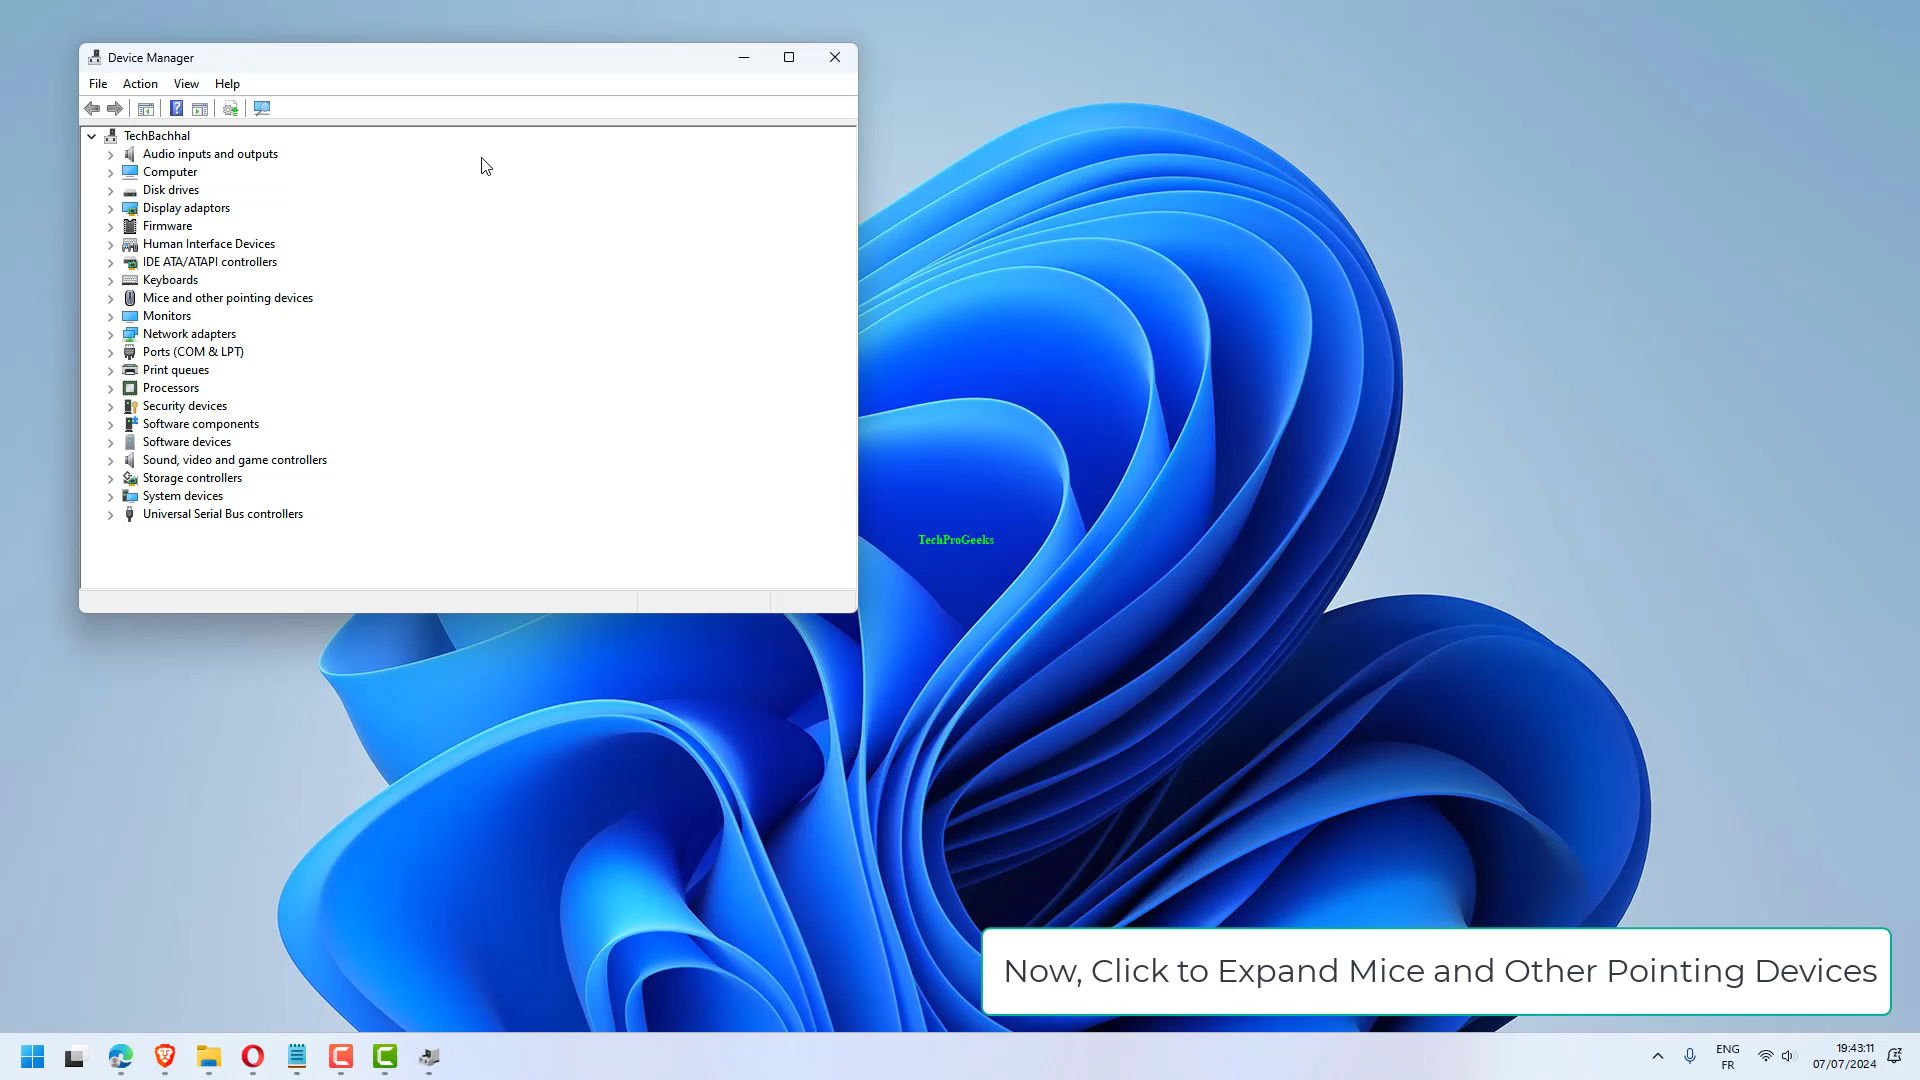 Device Manager
File Action View Help
TechBachhal
Audio inputs and outputs
Computer
Disk drives
Display adaptors
Firmware
Human Interface Devices
IDE ATA/ATAPI controllers
Keyboards
Mice and other pointing devices
Monitors
Network adapters
Ports (COM & LPT)
Print queues
Processors
Security devices
Software components
Software devices
Sound, video and game controllers
Storage controllers
System devices
Universal Serial Bus controllers
TechProGeeks
Now, Click to Expand Mice and Other Pointing Devices
ENG 19:43:11
FR 07/07/2024